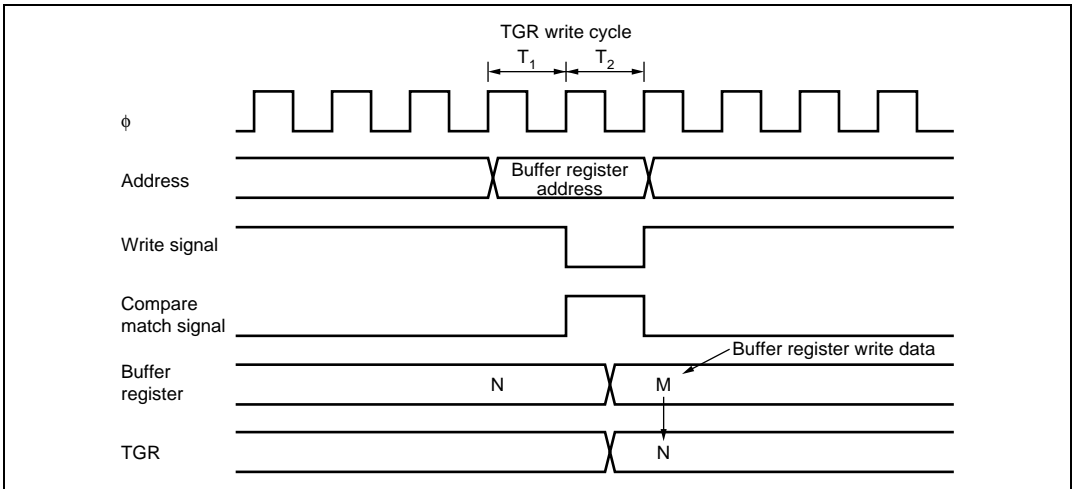 TGR write cycle
T1 T2
ϕ
Address
Buffer register
address
Write signal
Compare
match signal
Buffer register write data
Buffer
register
N M
TGR
N